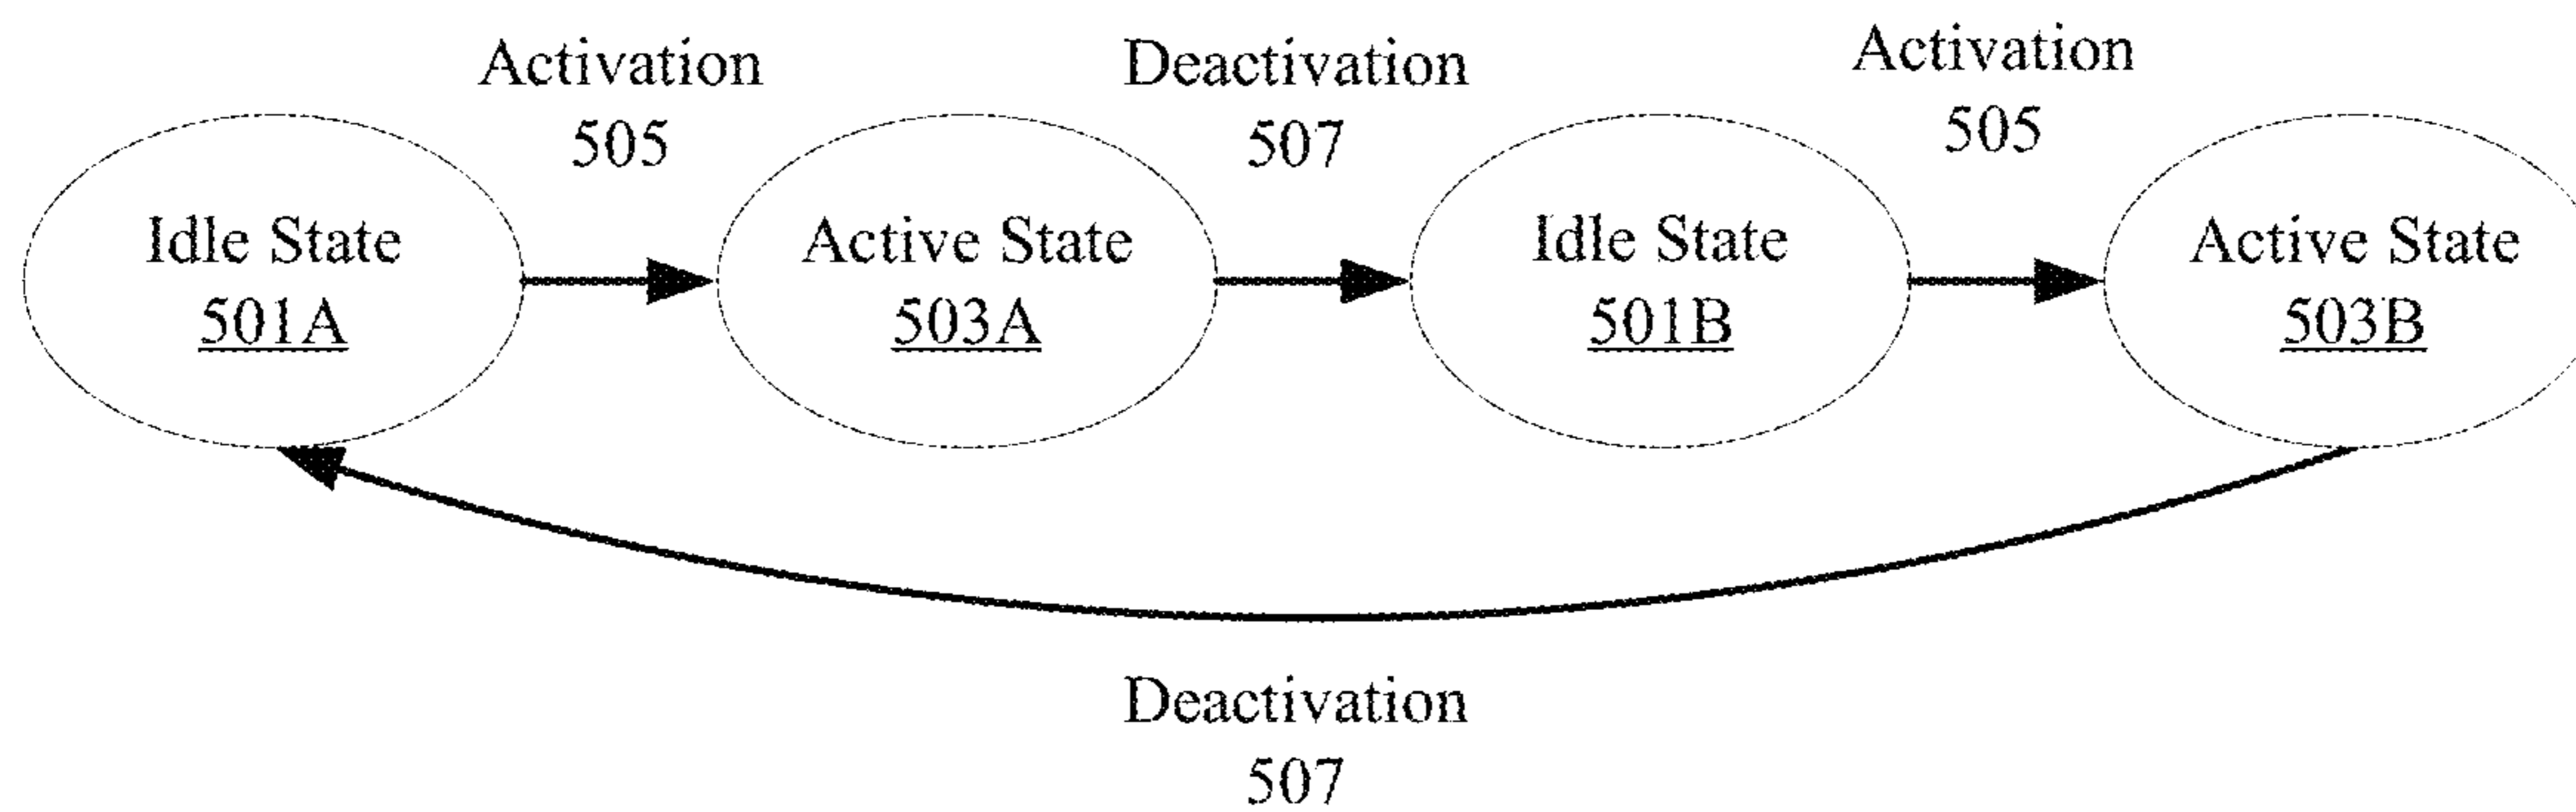 Activation
505
Deactivation
507
Activation
505
Idle State
501A
Active State
503A
Idle State
501B
Active State
503B
Deactivation
507